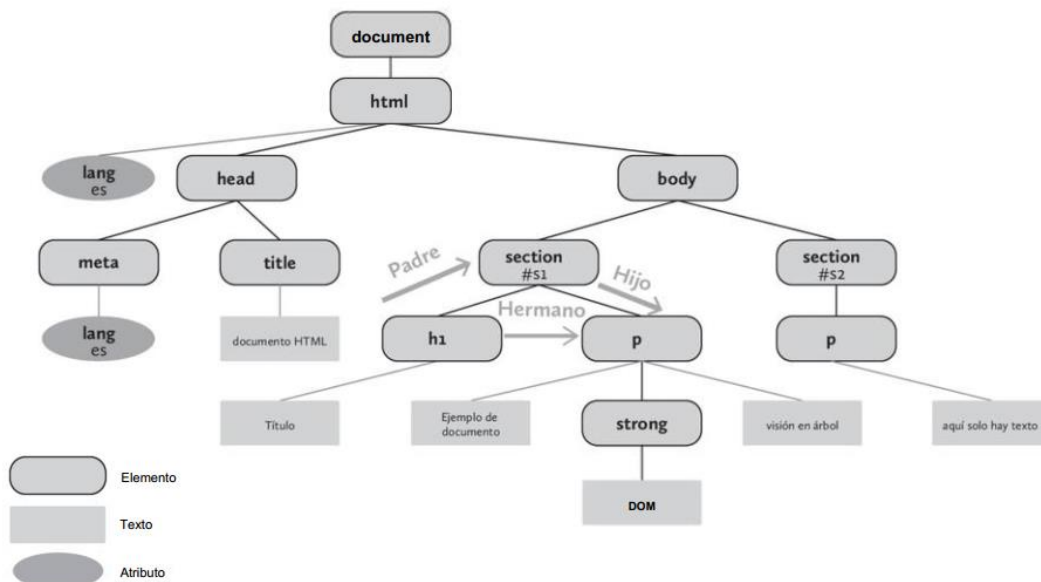 document
html
lang
es
head
body
meta
title
Padre
section
#s1
Hijo
section
#s2
lang
es
documento HTML
Hermano
h1
p
p
Título
Ejemplo de
documento
strong
visión en árbol
aquí solo hay texto
DOM
Elemento
Texto
Atributo